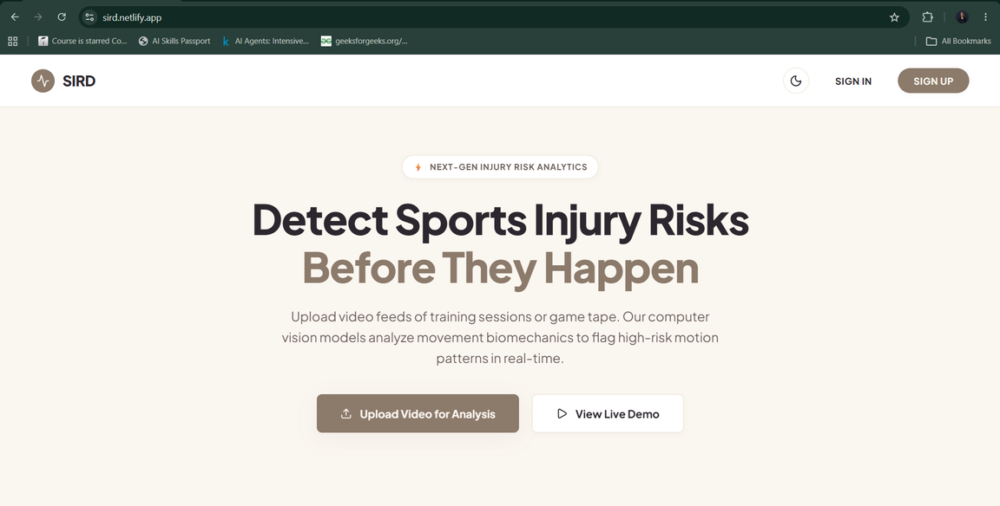 sird.netlify.app
Course is starred Co... AI Skills Passport AI Agents: Intensive... geeksforgeeks.org/... All Bookmarks
SIRD SIGN IN SIGN UP
NEXT-GEN INJURY RISK ANALYTICS
Detect Sports Injury Risks
Before They Happen
Upload video feeds of training sessions or game tape. Our computer
vision models analyze movement biomechanics to flag high-risk motion
patterns in real-time.
Upload Video for Analysis View Live Demo